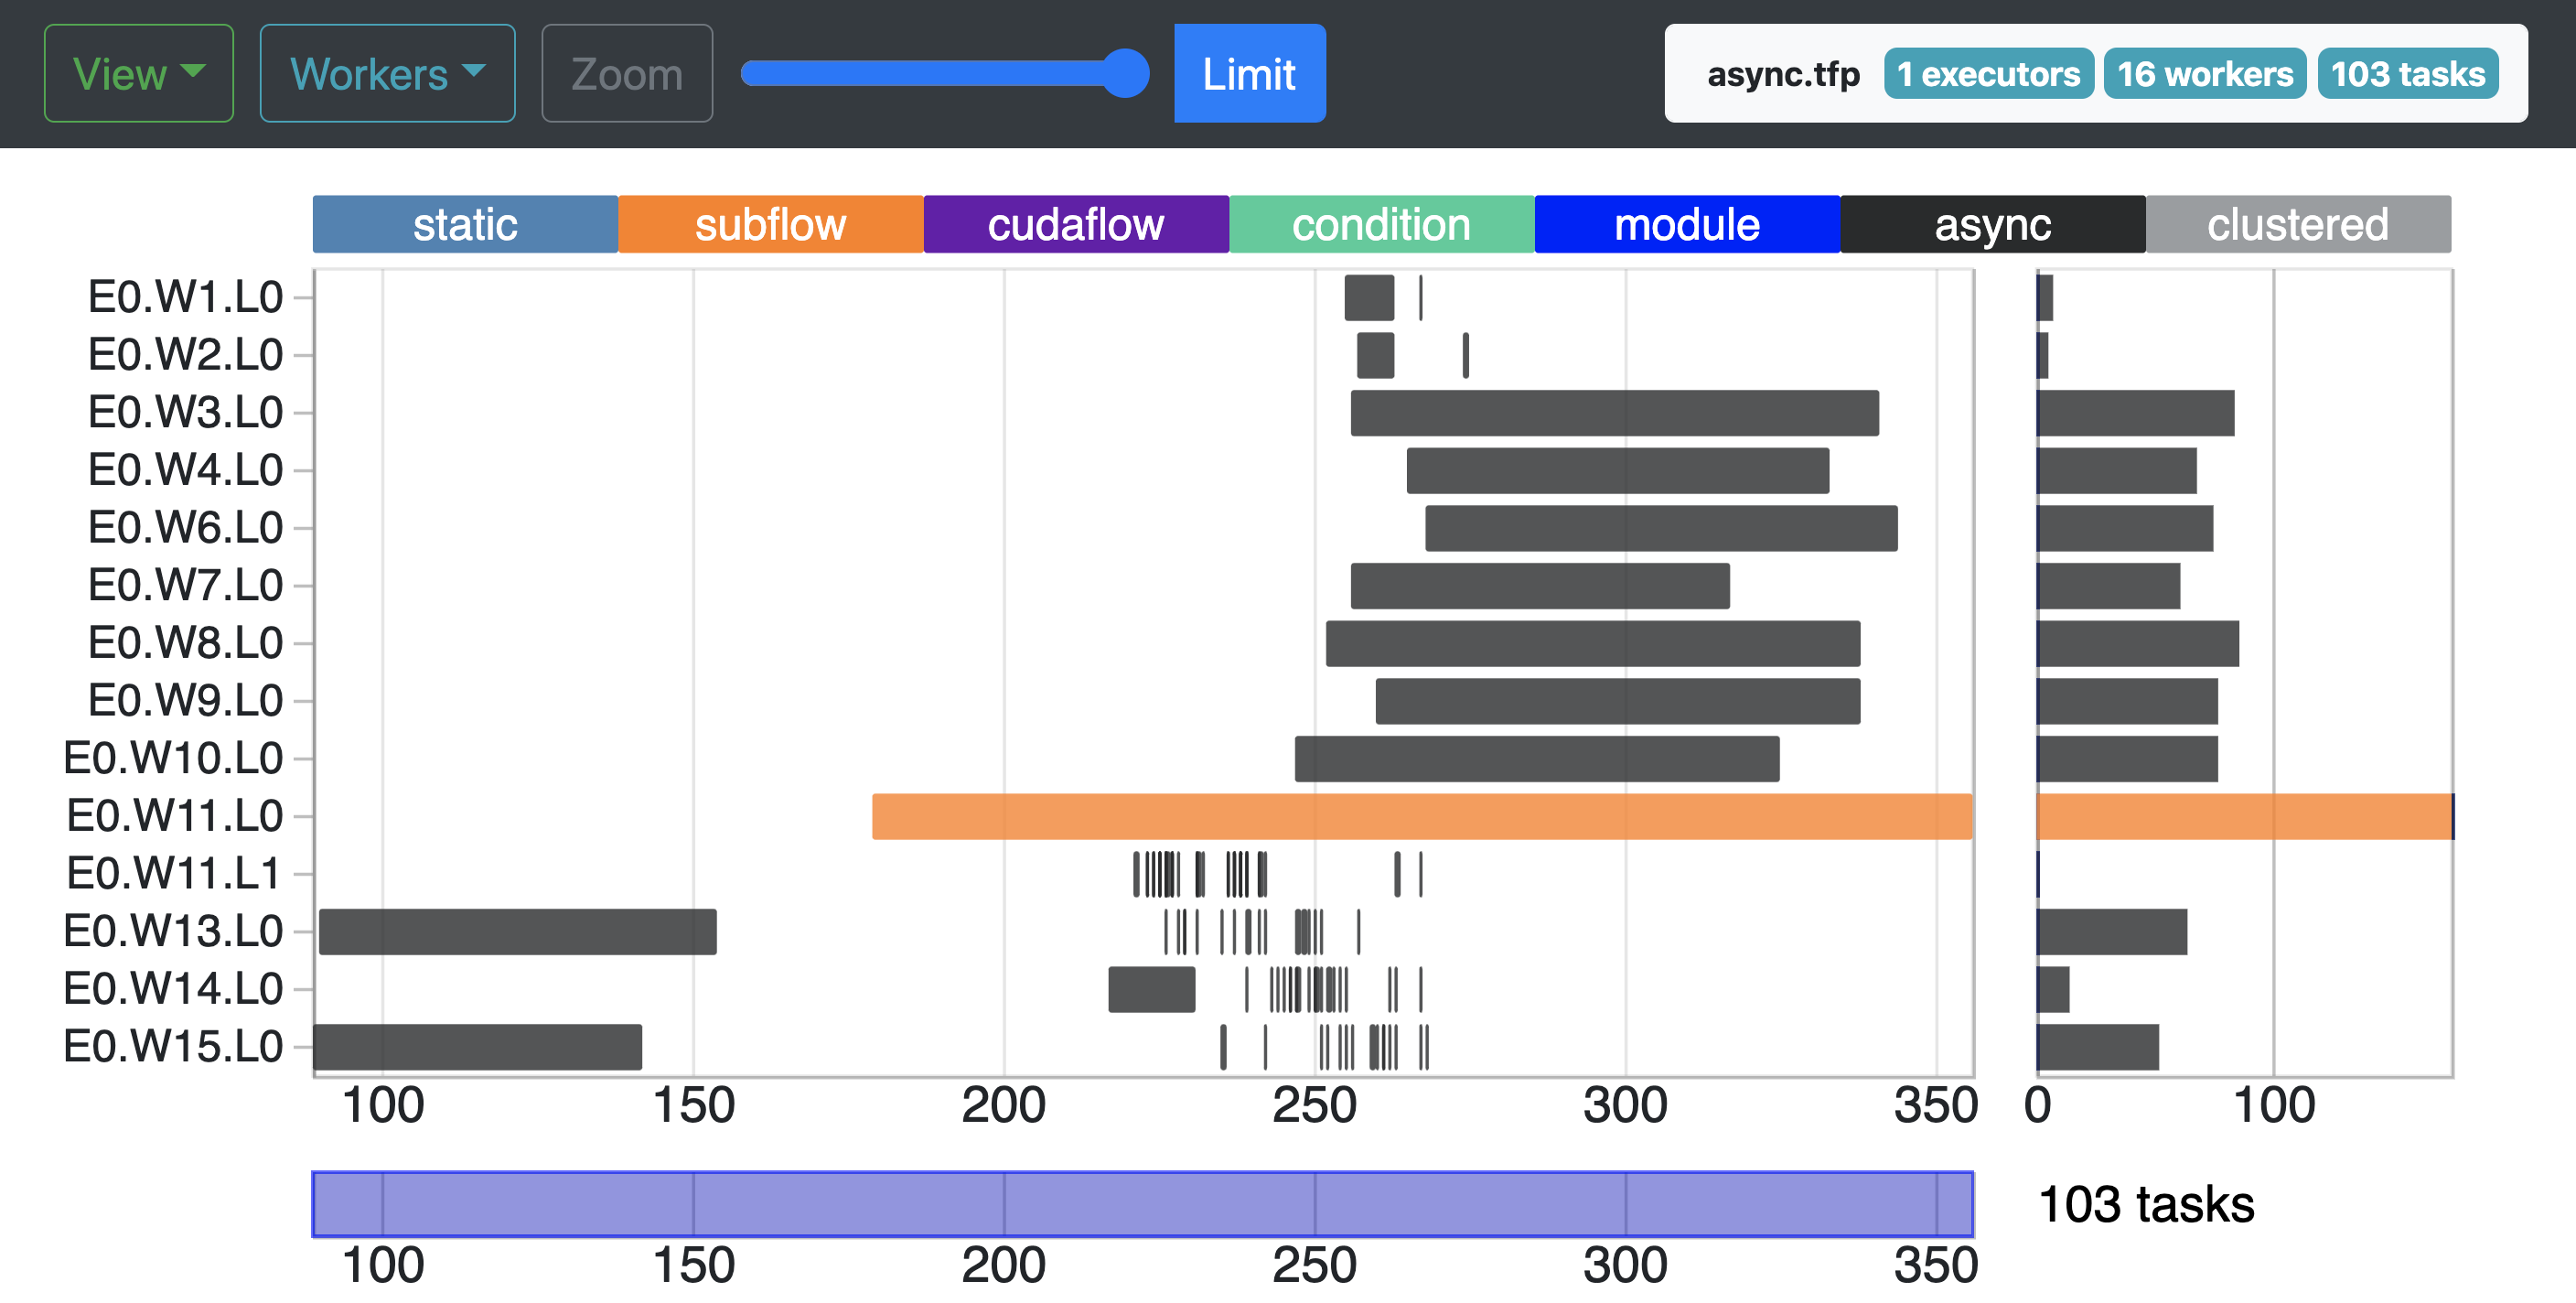 View Workers Zoom Limit async.tfp 1 executors 16 workers 103 tasks
static subflow cudaflow condition module async clustered
E0.W1.L0
E0.W2.L0
E0.W3.L0
E0.W4.L0
E0.W6.L0
E0.W7.L0
E0.W8.L0
E0.W9.L0
E0.W10.L0
E0.W11.L0
E0.W11.L1
E0.W13.L0
E0.W14.L0
E0.W15.L0
100 150 200 250 300 350 0 100
103 tasks
100 150 200 250 300 350